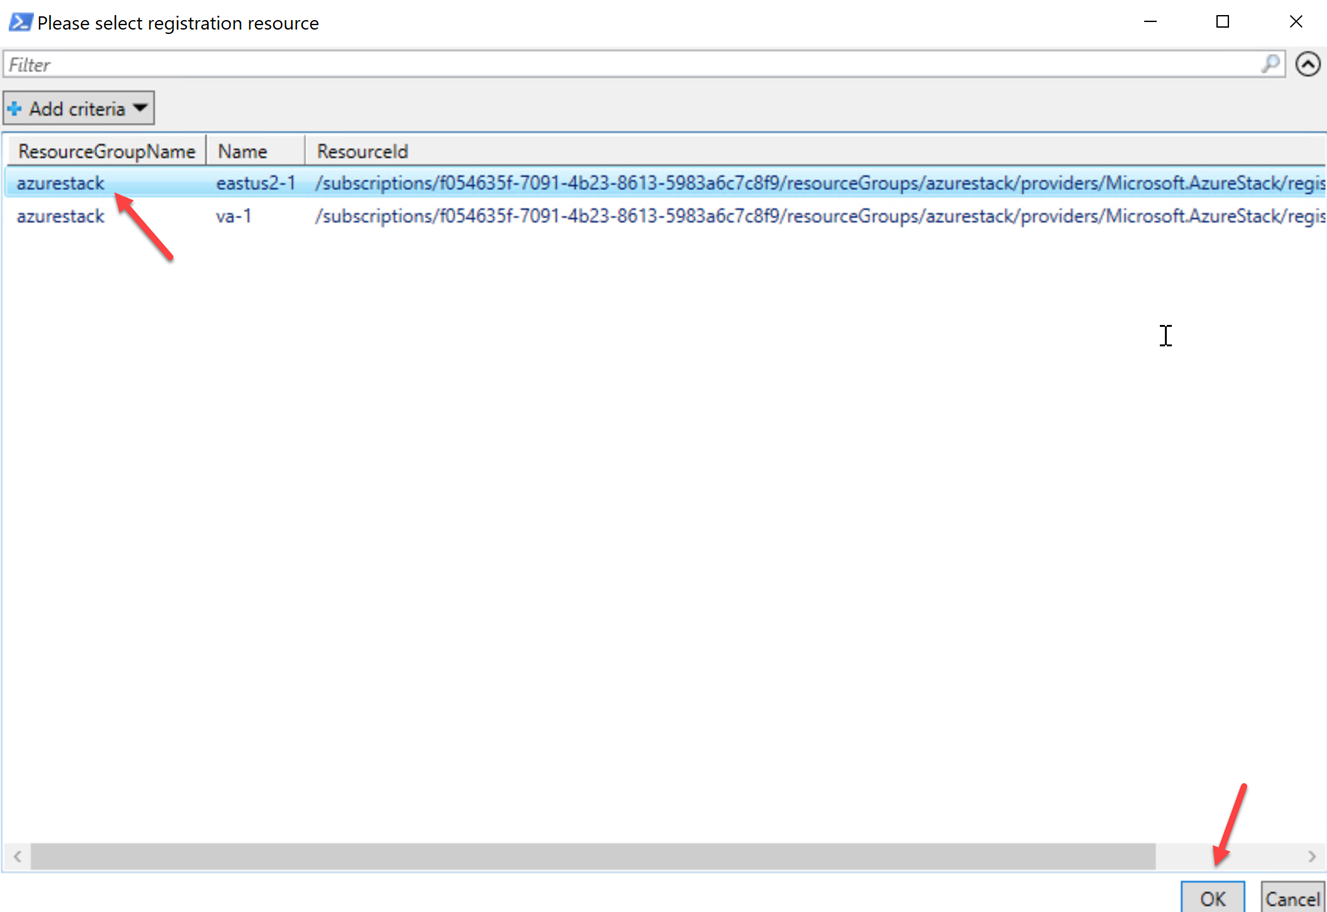 Please select registration resource
Filter
Add criteria
ResourceGroupName Name ResourceId
azurestack eastus2-1 /subscriptions/f054635f-7091-4b23-8613-5983a6c7c8f9/resourceGroups/azurestack/providers/Microsoft.AzureStack/regis
azurestack va-1 /subscriptions/f054635f-7091-4b23-8613-5983a6c7c8f9/resourceGroups/azurestack/providers/Microsoft.AzureStack/regis
OK Cancel